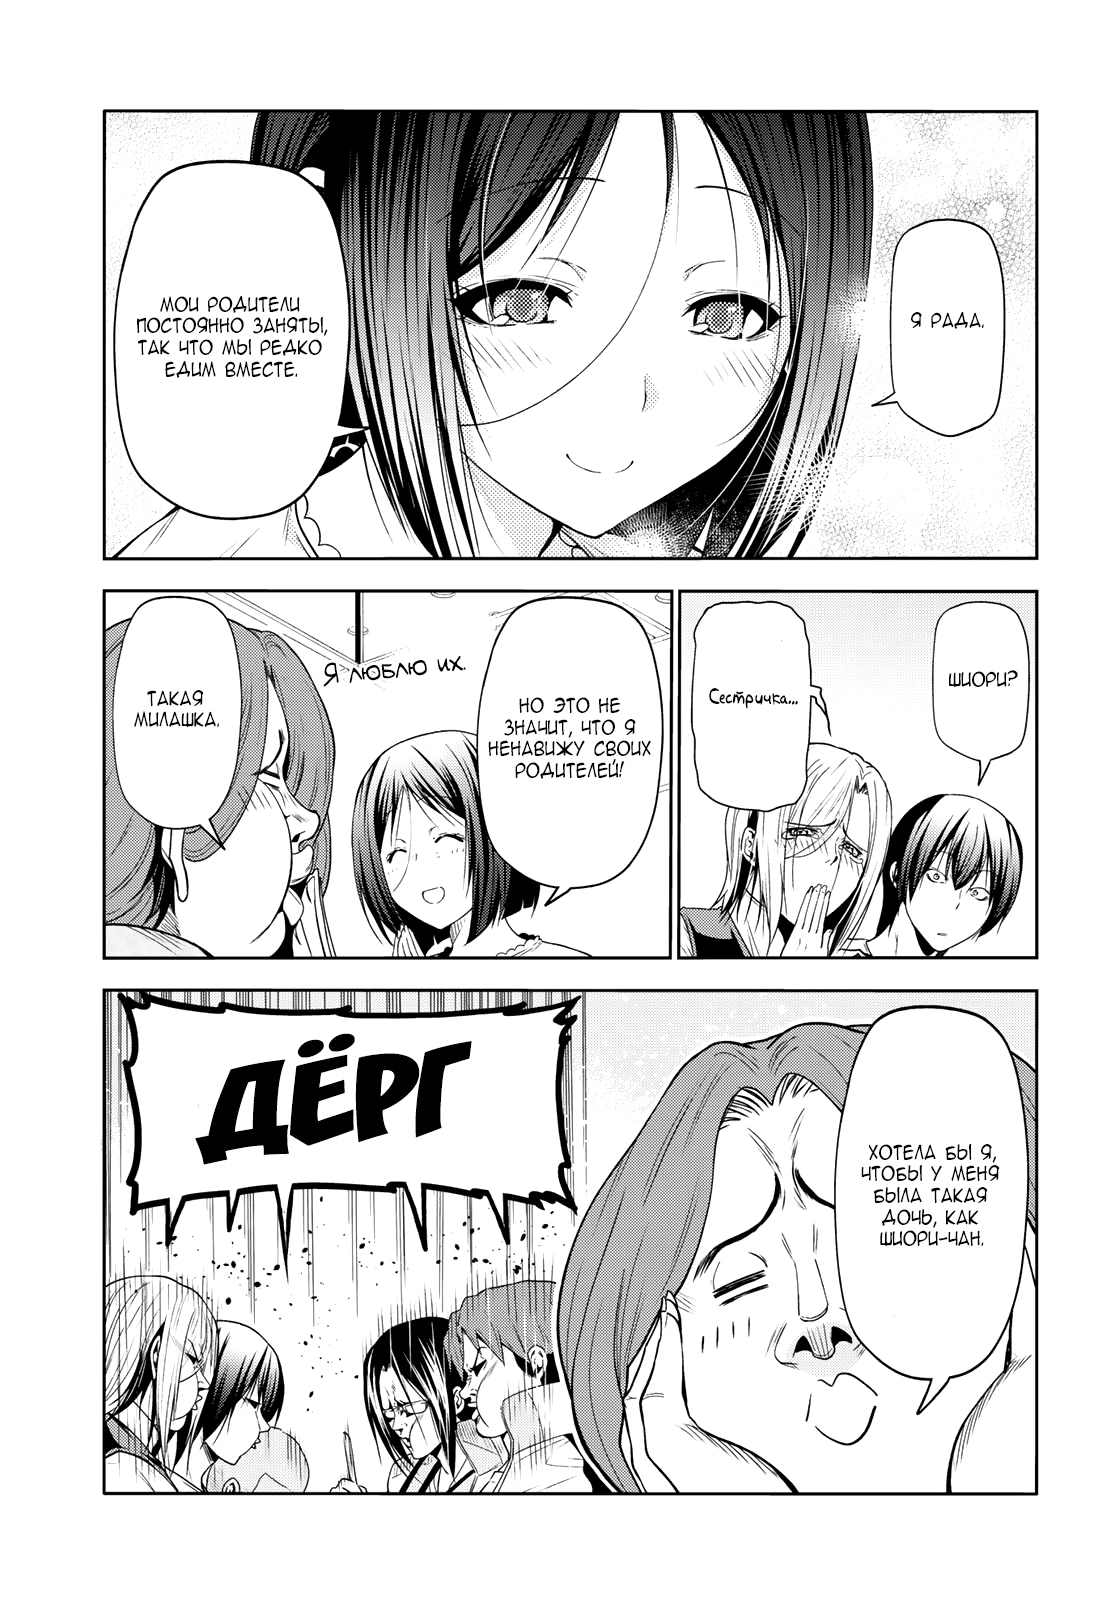 Я РАДА.
МОИ РОДИТЕЛИ
ПОСТОЯННО ЗАНЯТЫ,
ТАК ЧТО МЫ РЕДКО
ЕДИМ ВМЕСТЕ.
ШИОРИ?
Сестричка...
НО ЭТО НЕ
ЗНАЧИТ, ЧТО Я
НЕНАВИЖУ СВОИХ
РОДИТЕЛЕЙ!
Я ЛЮБЛЮ ИХ.
ТАКАЯ
МИЛАШКА.
ХОТЕЛА БЫ Я,
ЧТОБЫ У МЕНЯ
БЫЛА ТАКАЯ
ДОЧЬ, КАК
ШИОРИ-ЧАН.
ДЁРГ